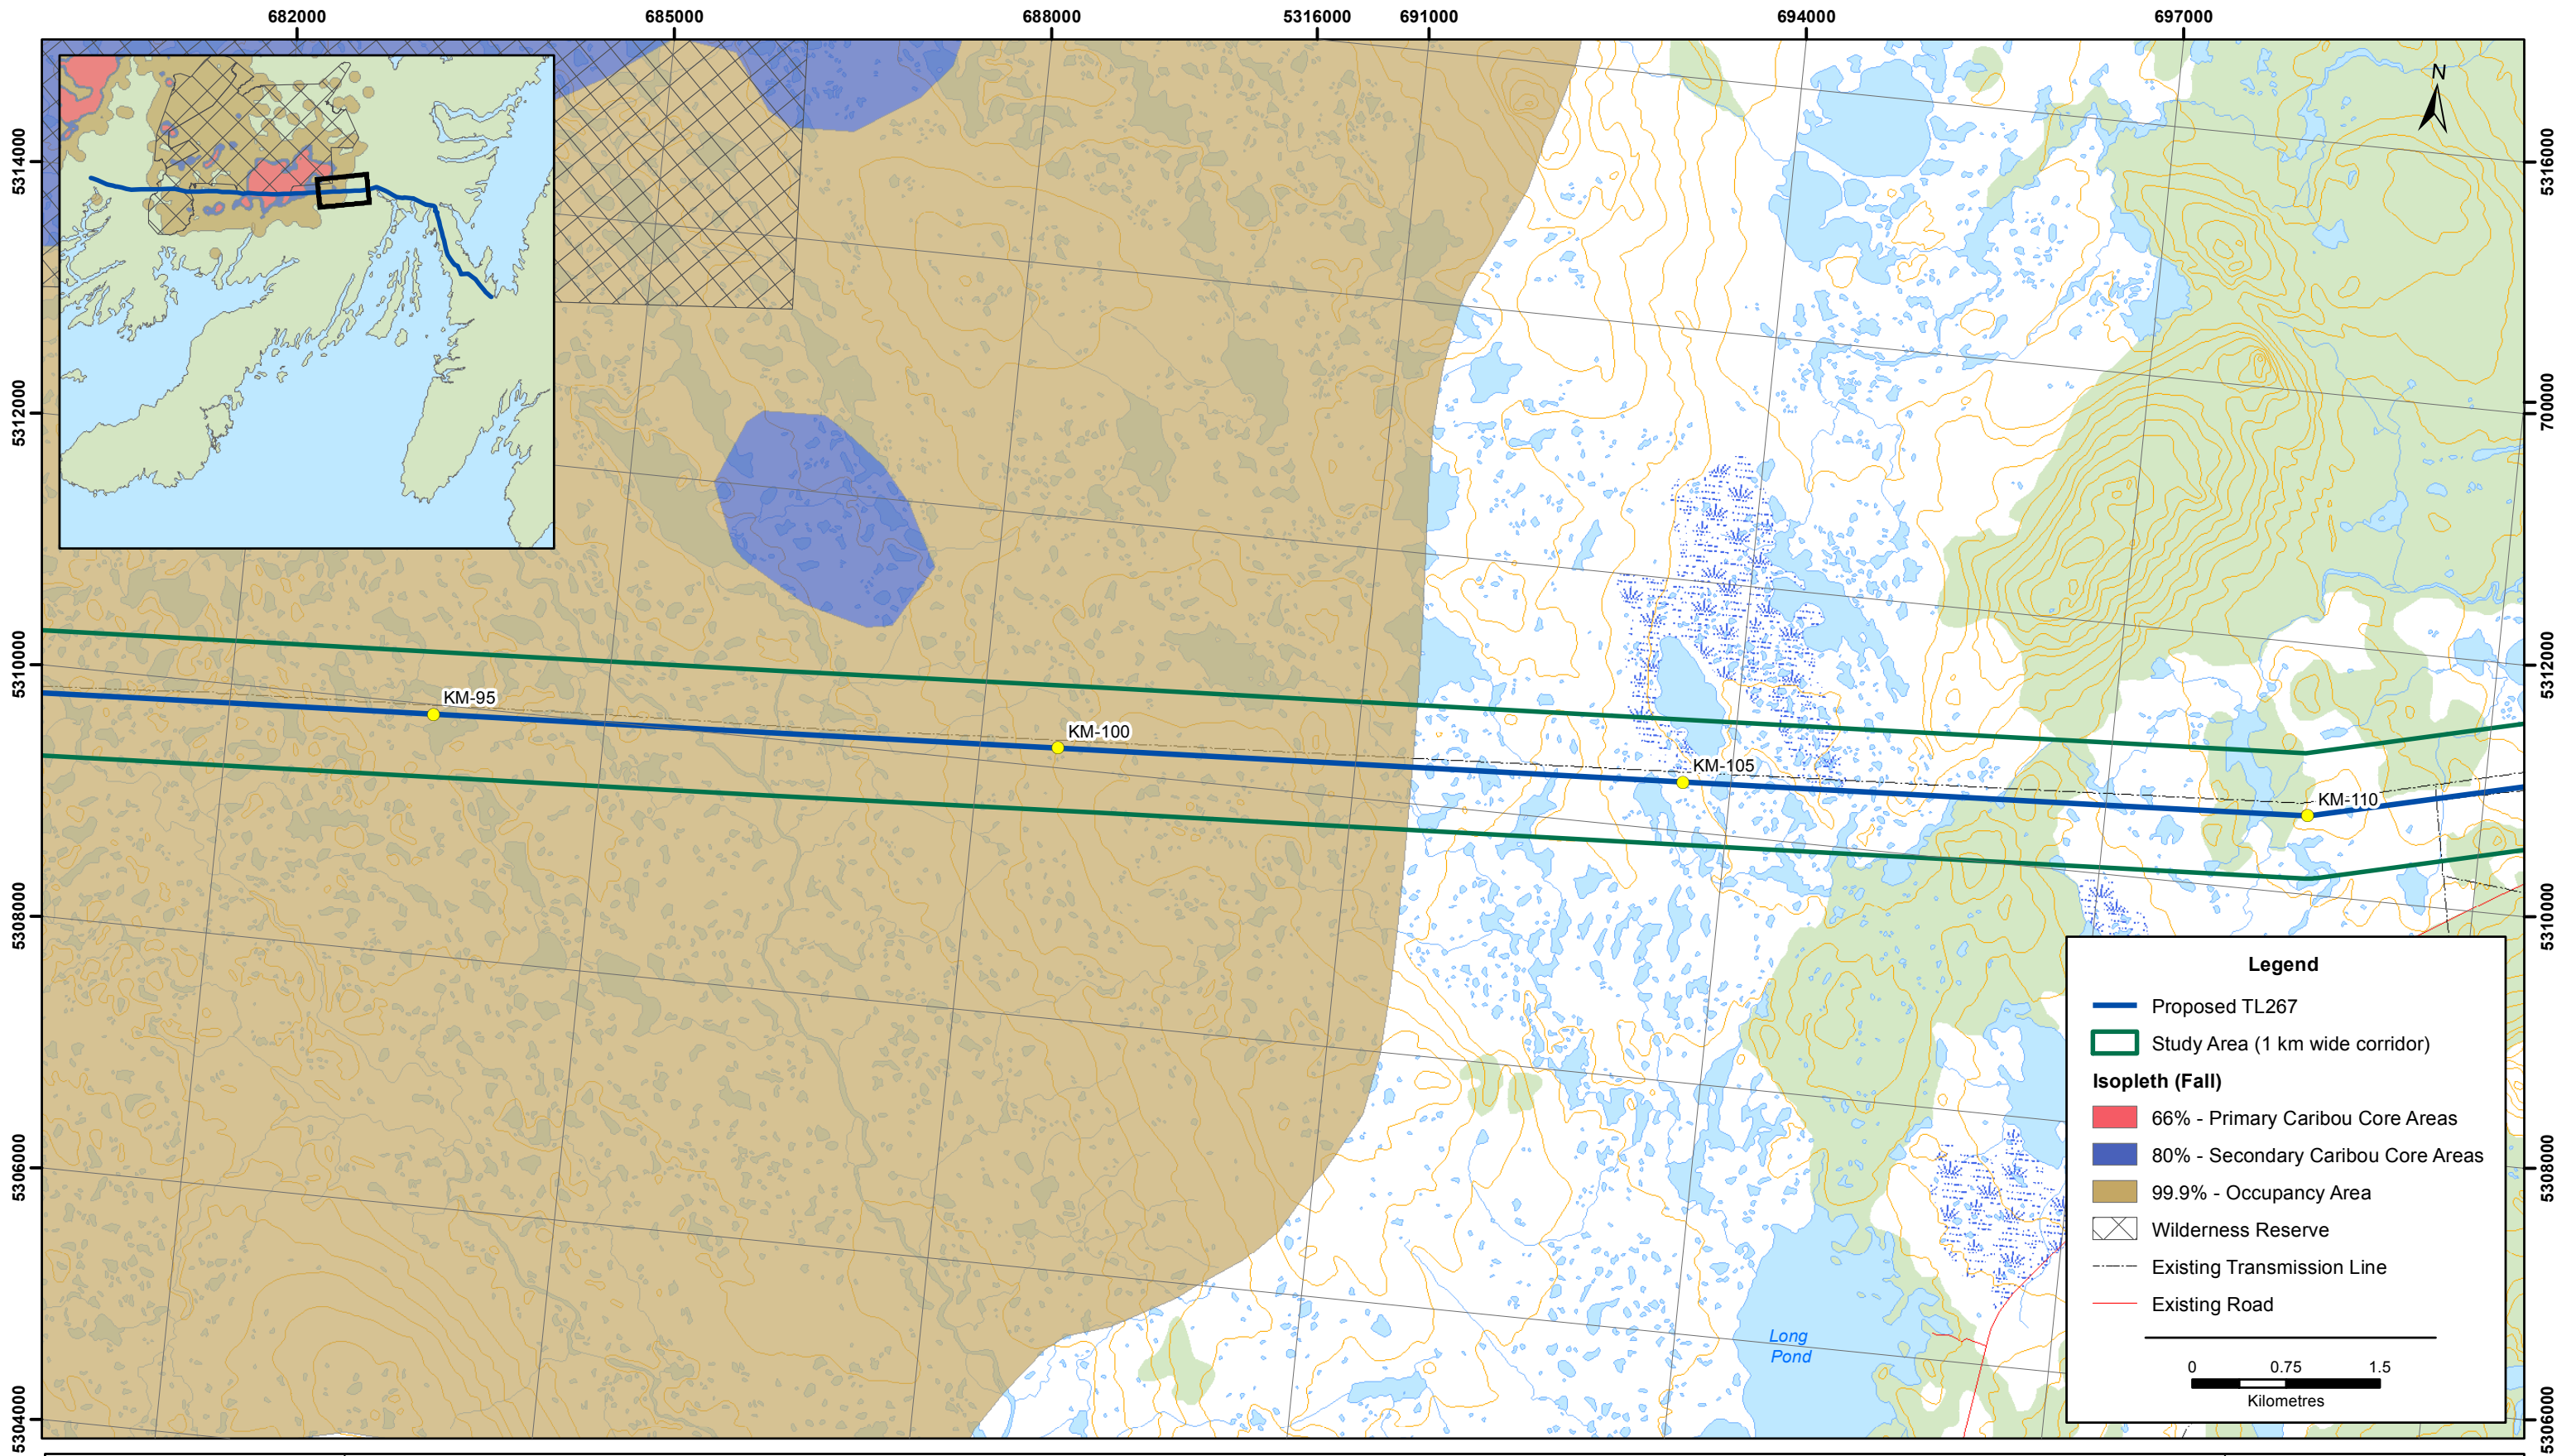 682000
685000
688000
5316000
691000
694000
697000
N
5314000
5316000
5312000
5700000
5310000
5312000
KM-95
KM-100
KM-105
KM-110
5308000
5310000
5306000
5308000
5304000
5306000
Long
Pond
Legend
Proposed TL267
Study Area (1 km wide corridor)
Isopleth (Fall)
66% - Primary Caribou Core Areas
80% - Secondary Caribou Core Areas
99.9% - Occupancy Area
Wilderness Reserve
Existing Transmission Line
Existing Road
0 0.75 1.5
Kilometres